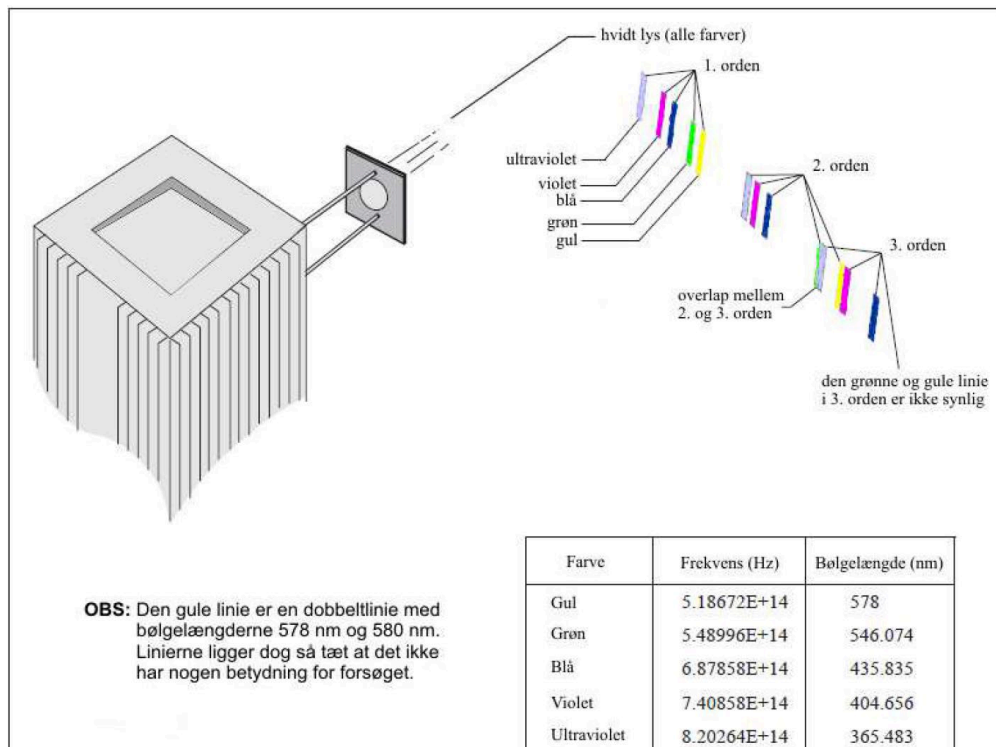 hvidt lys (alle farver)
1. orden
ultraviolet
violet
blå
grøn
gul
2. orden
3. orden
overlap mellem
2. og 3. orden
den grønne og gule linie
i 3. orden er ikke synlig
OBS: Den gule linie er en dobbeltlinie med
bølgelængderne 578 nm og 580 nm.
Linierne ligger dog så tæt at det ikke
har nogen betydning for forsøget.
Farve Frekvens (Hz) Bølgelængde (nm)
Gul 5.18672E+14 578
Grøn 5.48996E+14 546.074
Blå 6.87858E+14 435.835
Violet 7.40858E+14 404.656
Ultraviolet 8.20264E+14 365.483